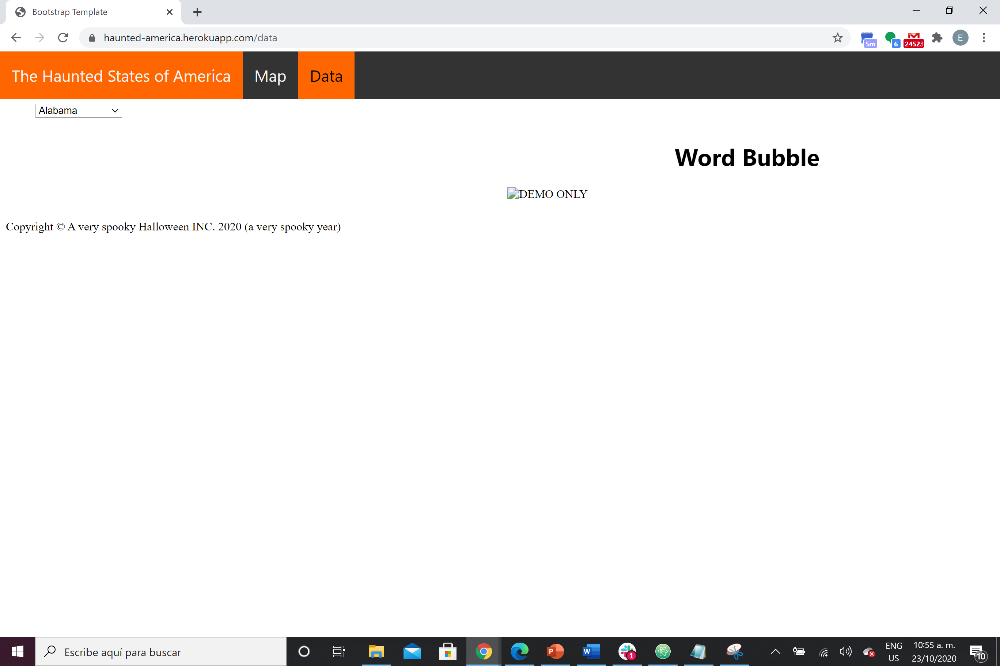 Bootstrap Template
haunted-america.herokuapp.com/data
5m
6
24523
E
The Haunted States of America Map Data
Alabama
Word Bubble
DEMO ONLY
Copyright © A very spooky Halloween INC. 2020 (a very spooky year)
Escribe aquí para buscar
P
W
1
ENG
US
10:55 a. m.
23/10/2020
10